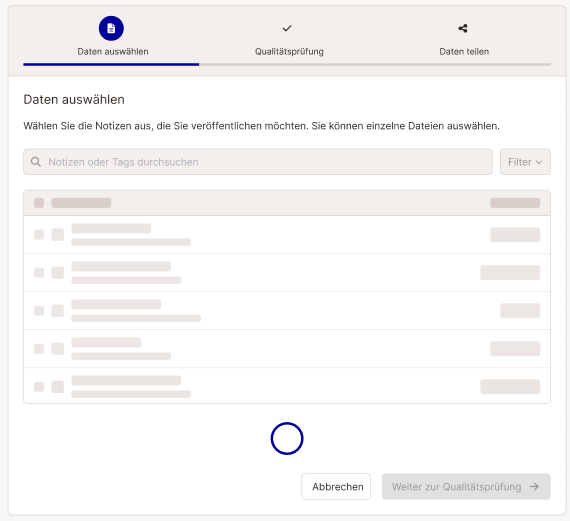 Daten auswählen
Qualitätsprüfung
Daten teilen
Daten auswählen
Wählen Sie die Notizen aus, die Sie veröffentlichen möchten. Sie können einzelne Dateien auswählen.
Notizen oder Tags durchsuchen
Filter
Abbrechen
Weiter zur Qualitätsprüfung